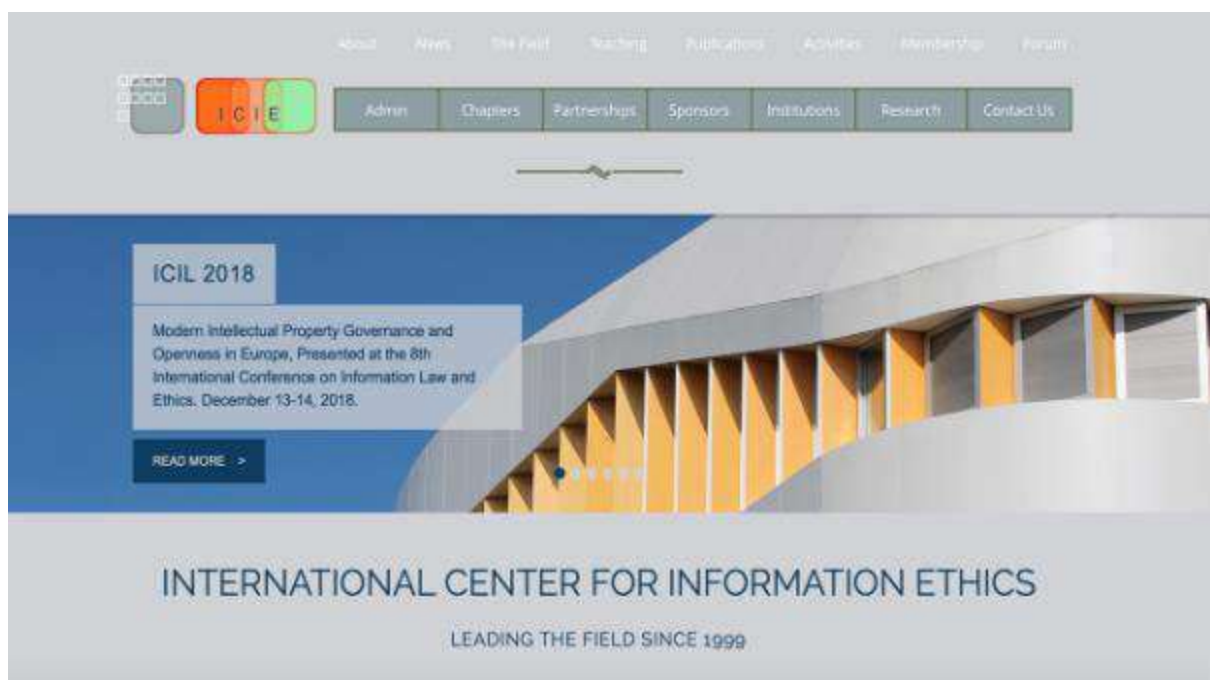 About News The Field Teaching Publications Activities Membership Forum
I C I E
Admin Chapters Partnerships Sponsors Institutions Research Contact Us
ICIL 2018
Modern Intellectual Property Governance and
Openness in Europe, Presented at the 8th
International Conference on Information Law and
Ethics. December 13-14, 2018.
READ MORE >
INTERNATIONAL CENTER FOR INFORMATION ETHICS
LEADING THE FIELD SINCE 1999